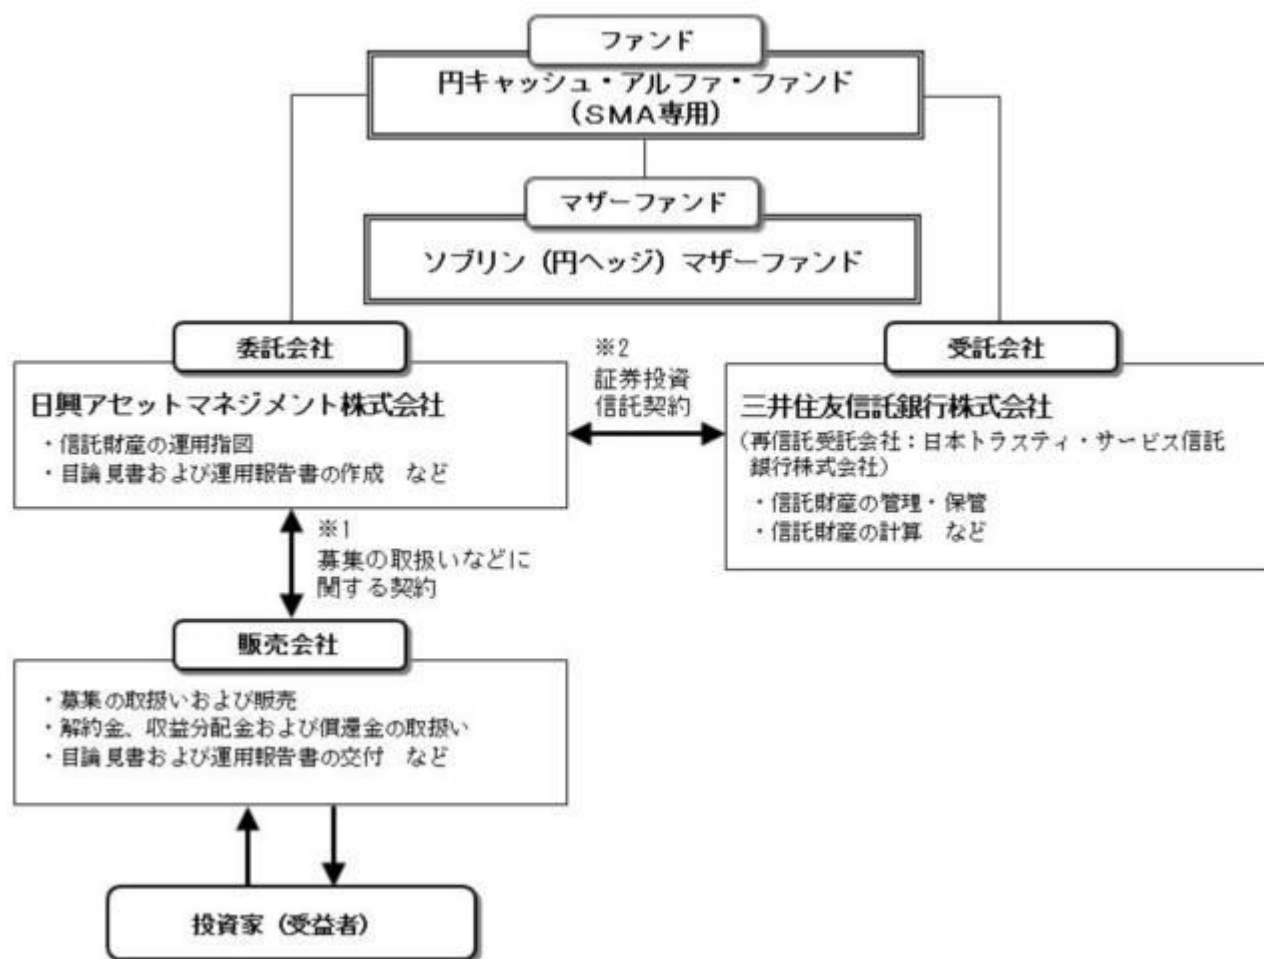 ファンド
円キャッシュ・アルファ・ファンド
(SMA専用)
マザーファンド
ソブリン(円ヘッジ)マザーファンド
委託会社
日興アセットマネジメント株式会社
・信託財産の運用指図
・目論見書および運用報告書の作成 など
※2
証券投資
信託契約
受託会社
三井住友信託銀行株式会社
(再信託受託会社:日本トラスティ・サービス信託
銀行株式会社)
・信託財産の管理・保管
・信託財産の計算 など
※1
募集の取扱いなどに
関する契約
販売会社
・募集の取扱いおよび販売
・解約金、収益分配金および償還金の取扱い
・目論見書および運用報告書の交付 など
投資家(受益者)